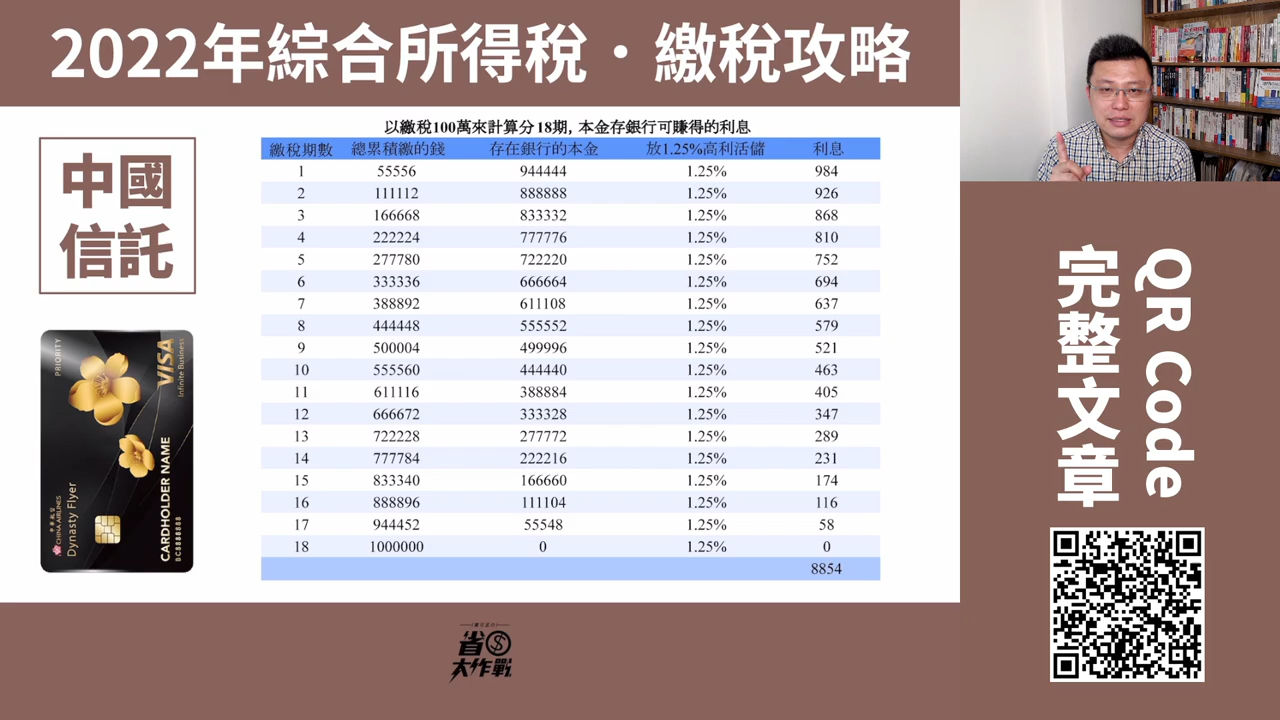 2022年綜合所得稅·繳稅攻略
中國
信託
PRIORITY
VISA
Infinite Business
中華航空
CHINA AIRLINES
Dynasty Flyer
CARDHOLDER NAME
BC8888888
以繳稅100萬來計算分18期, 本金存銀行可賺得的利息
繳稅期數 總累積繳的錢 存在銀行的本金 放1.25%高利活儲 利息
1 55556 944444 1.25% 984
2 111112 888888 1.25% 926
3 166668 833332 1.25% 868
4 222224 777776 1.25% 810
5 277780 722220 1.25% 752
6 333336 666664 1.25% 694
7 388892 611108 1.25% 637
8 444448 555552 1.25% 579
9 500004 499996 1.25% 521
10 555560 444440 1.25% 463
11 611116 388884 1.25% 405
12 666672 333328 1.25% 347
13 722228 277772 1.25% 289
14 777784 222216 1.25% 231
15 833340 166660 1.25% 174
16 888896 111104 1.25% 116
17 944452 55548 1.25% 58
18 1000000 0 1.25% 0
8854
QR Code
完整文章
省$
大作戰